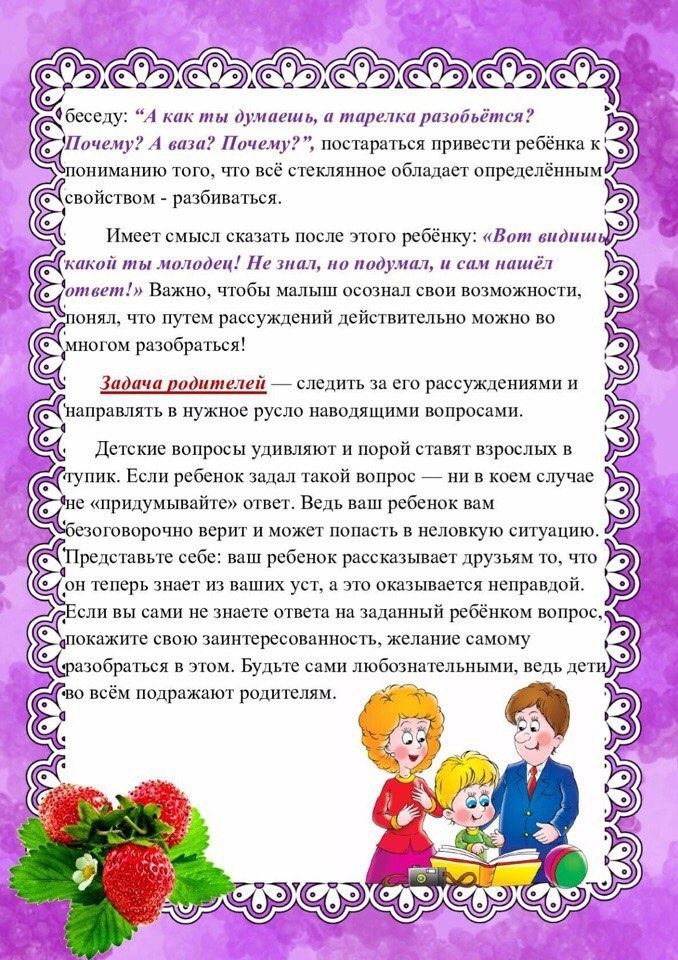 беседу: “А как ты думаешь, а тарелка разобьётся?
Почему? А ваза? Почему?”, постараться привести ребёнка к
пониманию того, что всё стеклянное обладает определённым
свойством - разбиваться.
Имеет смысл сказать после этого ребёнку: «Вот видишь,
какой ты молодец! Не знал, но подумал, и сам нашёл
ответ!» Важно, чтобы малыш осознал свои возможности,
понял, что путем рассуждений действительно можно во
многом разобраться!
Задача родителей — следить за его рассуждениями и
направлять в нужное русло наводящими вопросами.
Детские вопросы удивляют и порой ставят взрослых в
тупик. Если ребенок задал такой вопрос — ни в коем случае
не «придумывайте» ответ. Ведь ваш ребенок вам
безоговорочно верит и может попасть в неловкую ситуацию.
Представьте себе: ваш ребенок рассказывает друзьям то, что
он теперь знает из ваших уст, а это оказывается неправдой.
Если вы сами не знаете ответа на заданный ребёнком вопрос,
покажите свою заинтересованность, желание самому
разобраться в этом. Будьте сами любознательными, ведь дети
во всём подражают родителям.